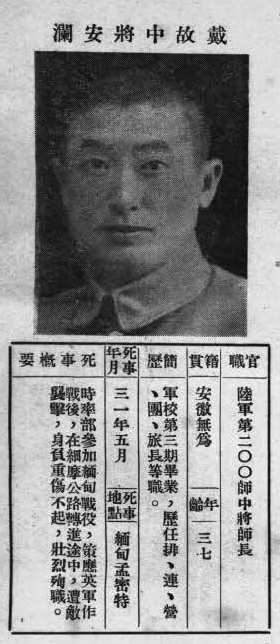 戴故中將安瀾
官職
陸軍第二〇〇師中將師長
籍貫
安徽無為
年齡
三七
簡歷
軍校第三期畢業，歷任排、連、營
、團、旅長等職。
死事
年月
三一年五月
死事
地點
緬甸孟密特
死事概要
時率部參加緬甸戰役，策應英軍作
戰後，在細摩公路轉進途中，遭敵
襲擊，身負重傷不起，壯烈殉職。